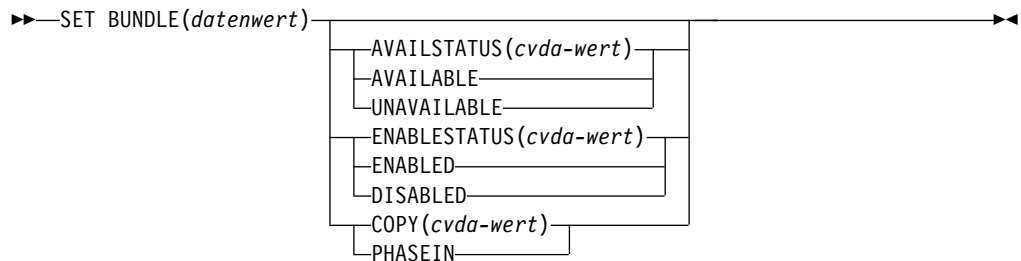 SET BUNDLE(datenwert)
AVAILSTATUS(cvda-wert)
AVAILABLE
UNAVAILABLE
ENABLESTATUS(cvda-wert)
ENABLED
DISABLED
COPY(cvda-wert)
PHASEIN